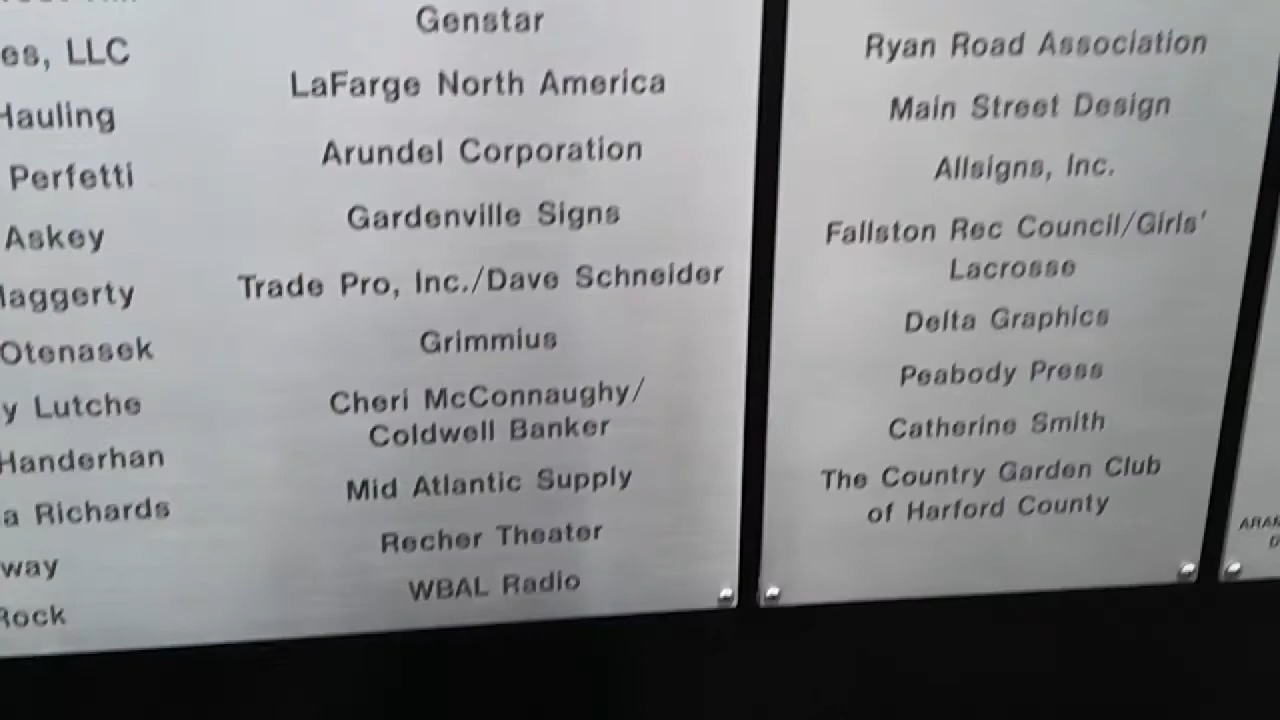 es, LLC
Hauling
Perfetti
Askey
Haggerty
Otenasek
y Lutche
Handerhan
a Richards
way
Rock
Genstar
LaFarge North America
Arundel Corporation
Gardenville Signs
Trade Pro, Inc./Dave Schneider
Grimmius
Cheri McConnaughy/
Coldwell Banker
Mid Atlantic Supply
Recher Theater
WBAL Radio
Ryan Road Association
Main Street Design
Allsigns, Inc.
Fallston Rec Council/Girls'
Lacrosse
Delta Graphics
Peabody Press
Catherine Smith
The Country Garden Club
of Harford County